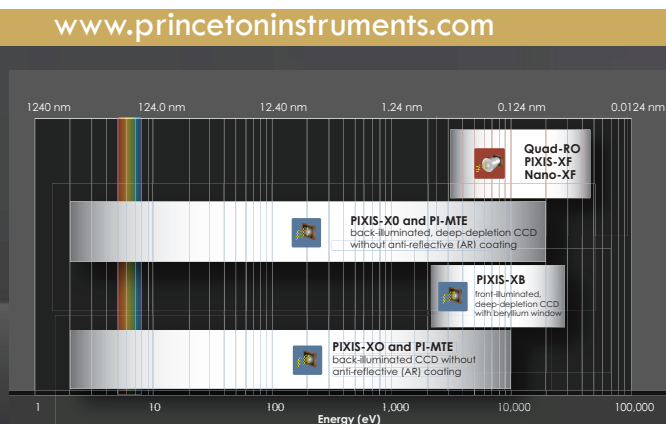 www.princetoninstruments.com
1240 nm 124.0 nm 12.40 nm 1.24 nm 0.124 nm 0.0124 nm
Quad-RO
PIXIS-XF
Nano-XF
PIXIS-X0 and PI-MTE
back-illuminated, deep-depletion CCD
without anti-reflective (AR) coating
PIXIS-XB
front-illuminated,
deep-depletion CCD
with beryllium window
PIXIS-XO and PI-MTE
back-illuminated CCD without
anti-reflective (AR) coating
1 10 100 1,000 10,000 100,000
Energy (eV)